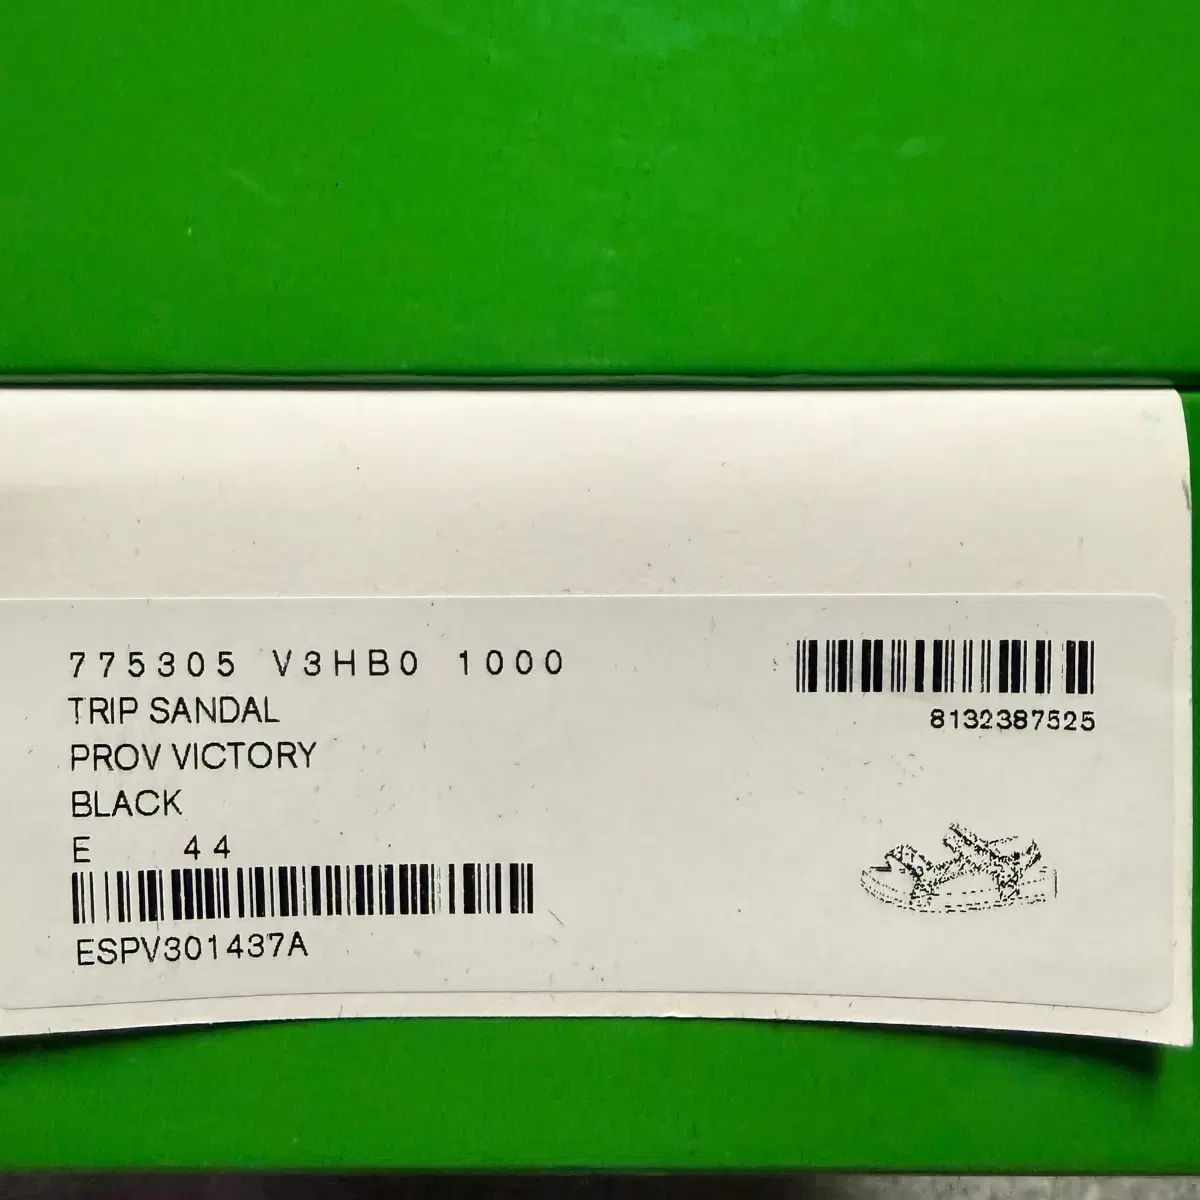 775305 V3HB0 1000
TRIP SANDAL
PROV VICTORY
BLACK
E 44
ESPV301437A
8132387525